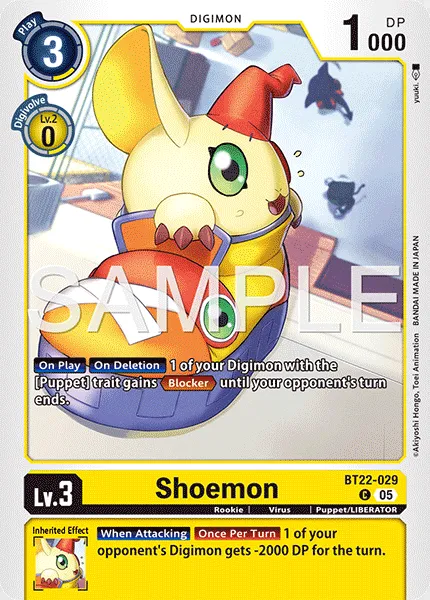 DIGIMON
Play
3
DP
1000
Digivolve
Lv.2
0
yuuki.
SAMPLE
On Play On Deletion 1 of your Digimon with the
[Puppet] trait gains Blocker until your opponent's turn
ends.
©Akiyoshi Hongo, Toei Animation BANDAI MADE IN JAPAN
Lv.3
Shoemon
BT22-029
C 05
Rookie | Virus | Puppet/LIBERATOR
Inherited Effect
When Attacking Once Per Turn 1 of your
opponent's Digimon gets -2000 DP for the turn.